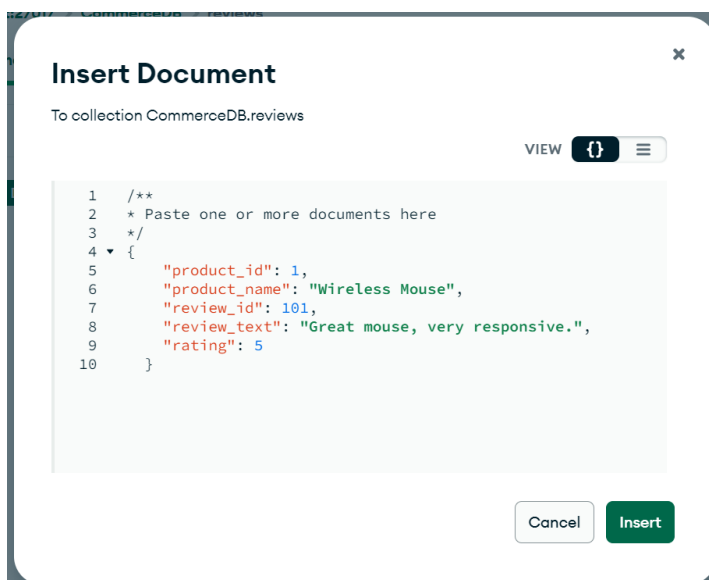 CommerceDB
reviews
Insert Document
To collection CommerceDB.reviews
VIEW {}
1 /**
2 * Paste one or more documents here
3 */
4 {
5 "product_id": 1,
6 "product_name": "Wireless Mouse",
7 "review_id": 101,
8 "review_text": "Great mouse, very responsive.",
9 "rating": 5
10 }
Cancel
Insert